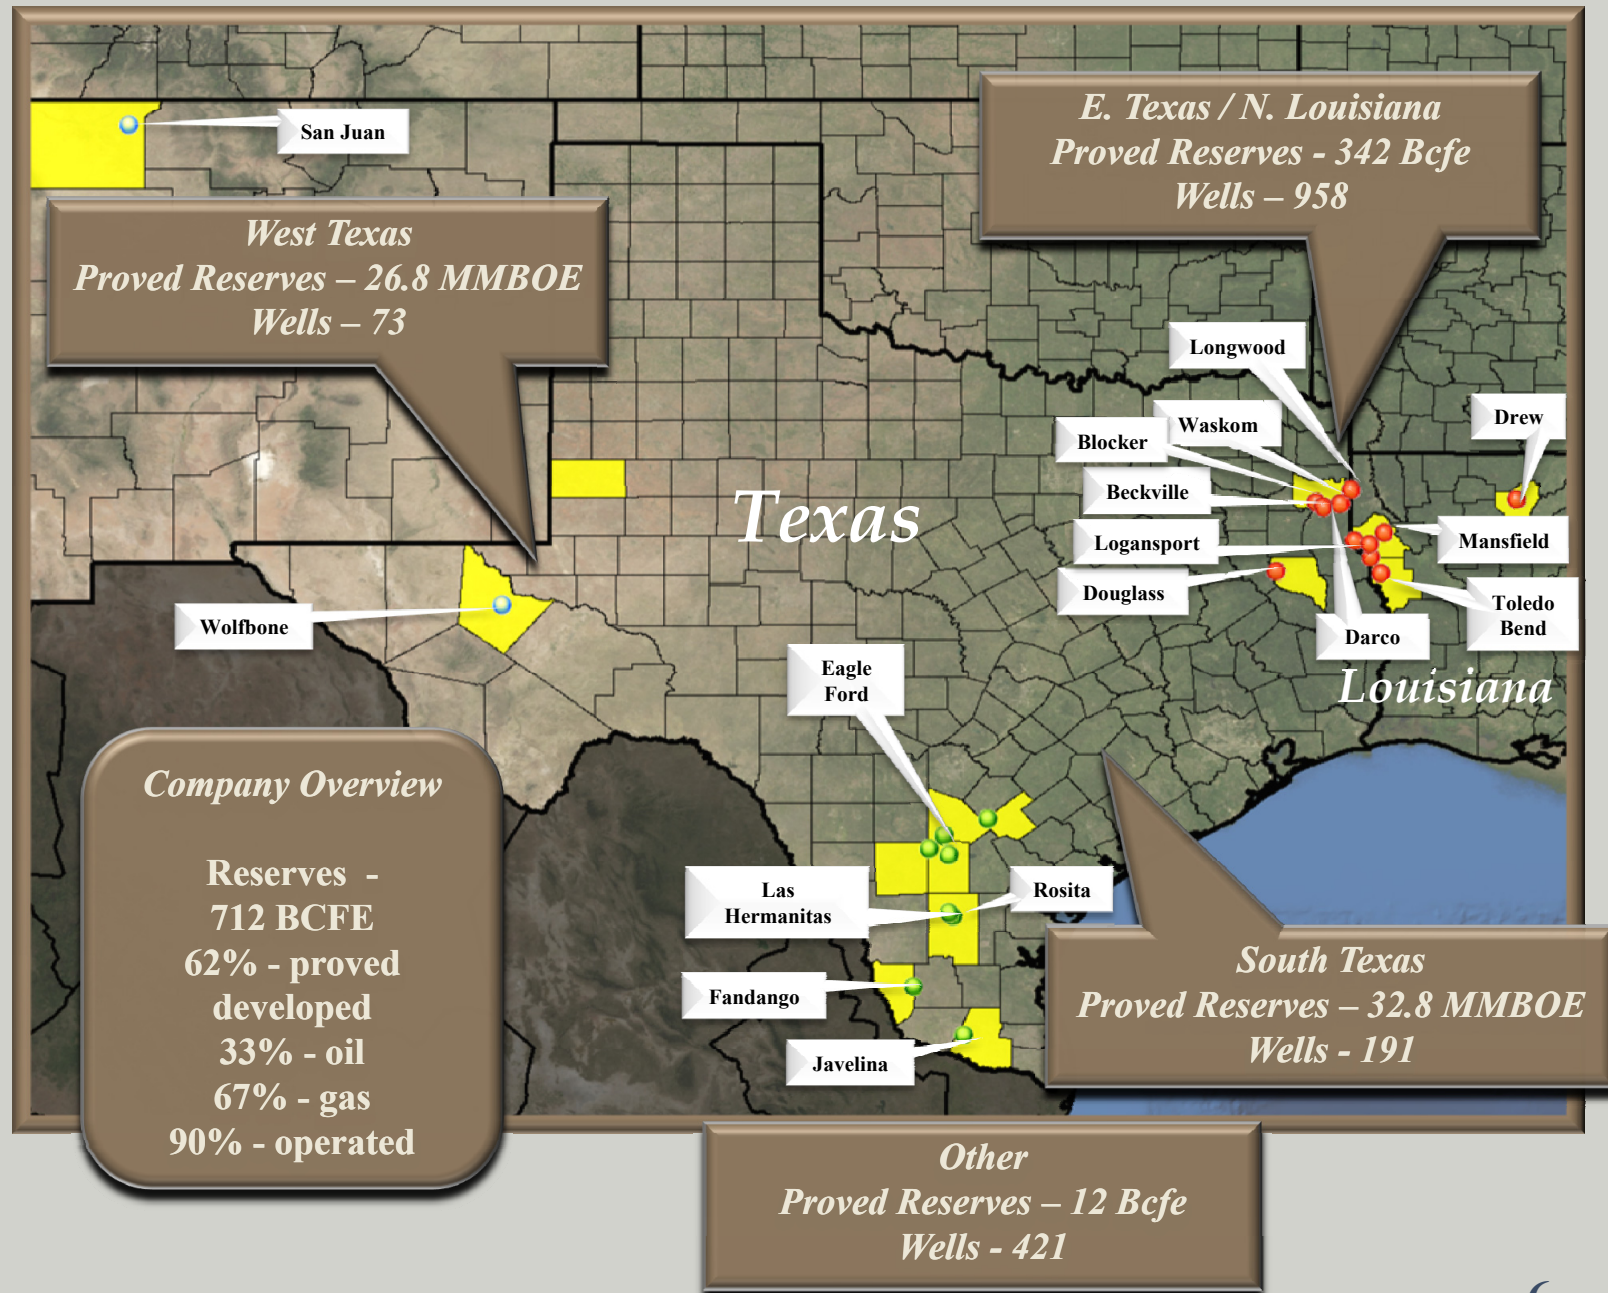 San Juan
E. Texas / N. Louisiana
Proved Reserves - 342 Bcfe
Wells – 958
West Texas
Proved Reserves – 26.8 MMBOE
Wells – 73
Longwood
Waskom
Blocker
Drew
Beckville
Texas
Logansport
Mansfield
Douglass
Toledo
Bend
Darco
Wolfbone
Eagle
Ford
Louisiana
Company Overview
Reserves -
712 BCFE
62% - proved
developed
33% - oil
67% - gas
90% - operated
Las
Hermanitas
Rosita
Fandango
Javelina
South Texas
Proved Reserves – 32.8 MMBOE
Wells - 191
Other
Proved Reserves – 12 Bcfe
Wells - 421